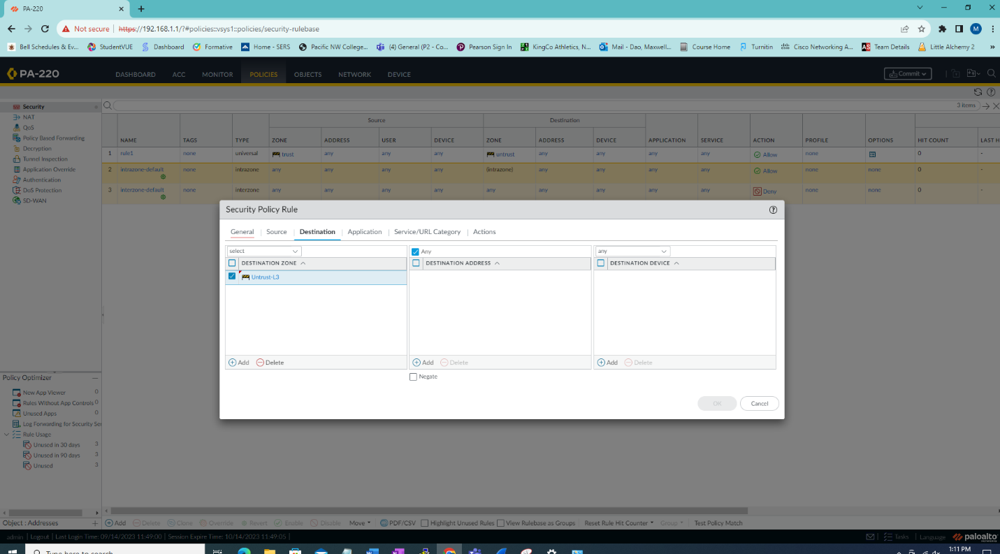 PA-220
Not secure https://192.168.1.1/?#policies::vsys1::policies/security-rulebase
M
Bell Schedules & Ev... StudentVUE Dashboard Formative Home - SERS Pacific NW College... (4) General (P2 - Co... Pearson Sign In KingCo Athletics, N... Mail - Dao, Maxwell... Course Home Turnitin Cisco Networking A... AS Team Details Little Alchemy 2 »
PA-220 DASHBOARD ACC MONITOR POLICIES OBJECTS NETWORK DEVICE Commit
3 items
Security
NAT
QoS
Policy Based Forwarding
Decryption
Tunnel Inspection
Application Override
Authentication
DoS Protection
SD-WAN
Source Destination
NAME TAGS TYPE ZONE ADDRESS USER DEVICE ZONE ADDRESS DEVICE APPLICATION SERVICE ACTION PROFILE OPTIONS HIT COUNT LAST H
1 rule1 none universal trust any any any untrust any any any any Allow none 0 -
2 intrazone-default none intrazone any any any any (intrazone) any any any any Allow none none 0 -
3 interzone-default none interzone any any any any any any any any any Deny none none 0 -
Security Policy Rule
General Source Destination Application Service/URL Category Actions
select Any any
DESTINATION ZONE DESTINATION ADDRESS DESTINATION DEVICE
Untrust-L3
Add Delete Add Delete Add Delete
Negate
OK Cancel
Policy Optimizer
New App Viewer 0
Rules Without App Controls 0
Unused Apps 0
Log Forwarding for Security Ser
Rule Usage
Unused in 30 days 3
Unused in 90 days 3
Unused 3
Object : Addresses
Add Delete Clone Override Revert Enable Disable Move PDF/CSV Highlight Unused Rules View Rulebase as Groups Reset Rule Hit Counter Group Test Policy Match
admin | Logout | Last Login Time: 09/14/2023 11:49:00 | Session Expire Time: 10/14/2023 11:49:05 | Tasks | Language paloalto NETWORKS
Type here to search
1:11 PM